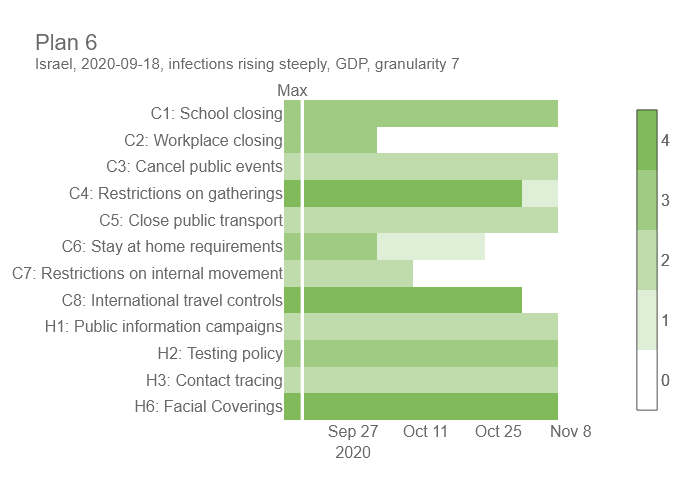 Plan 6
Israel, 2020-09-18, infections rising steeply, GDP, granularity 7
Max
C1: School closing
C2: Workplace closing
C3: Cancel public events
C4: Restrictions on gatherings
C5: Close public transport
C6: Stay at home requirements
C7: Restrictions on internal movement
C8: International travel controls
H1: Public information campaigns
H2: Testing policy
H3: Contact tracing
H6: Facial Coverings
Sep 27 Oct 11 Oct 25 Nov 8
2020
4
3
2
1
0